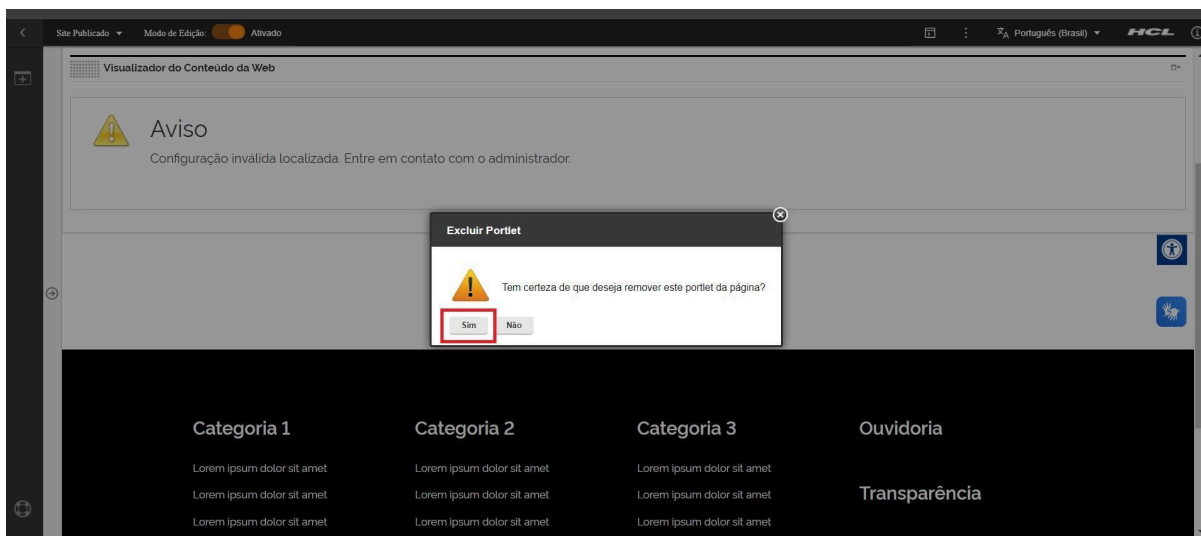 Site Publicado
Modo de Edição: Ativado
Português (Brasil)
HCL
Visualizador do Conteúdo da Web
Aviso
Configuração inválida localizada. Entre em contato com o administrador.
Excluir Portlet
Tem certeza de que deseja remover este portlet da página?
Sim Não
Categoria 1 Categoria 2 Categoria 3 Ouvidoria
Lorem ipsum dolor sit amet Lorem ipsum dolor sit amet Lorem ipsum dolor sit amet
Lorem ipsum dolor sit amet Lorem ipsum dolor sit amet Lorem ipsum dolor sit amet Transparência
Lorem ipsum dolor sit amet Lorem ipsum dolor sit amet Lorem ipsum dolor sit amet